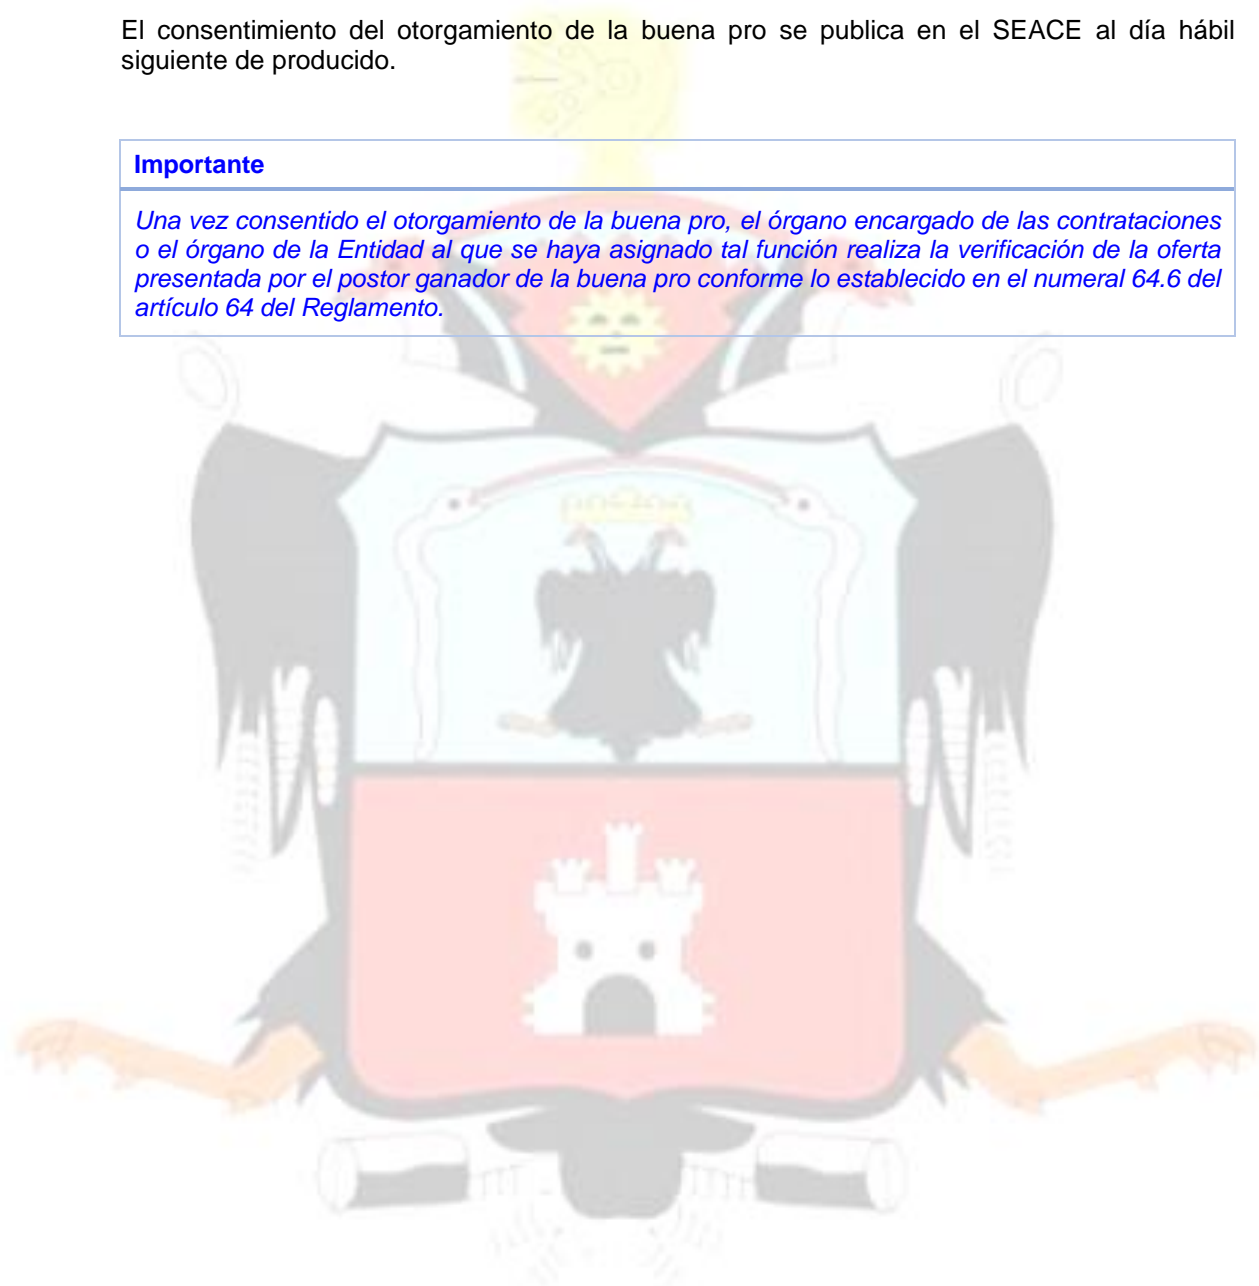 El consentimiento del otorgamiento de la buena pro se publica en el SEACE al día hábil
siguiente de producido.
Importante
Una vez consentido el otorgamiento de la buena pro, el órgano encargado de las contrataciones
o el órgano de la Entidad al que se haya asignado tal función realiza la verificación de la oferta
presentada por el postor ganador de la buena pro conforme lo establecido en el numeral 64.6 del
artículo 64 del Reglamento.